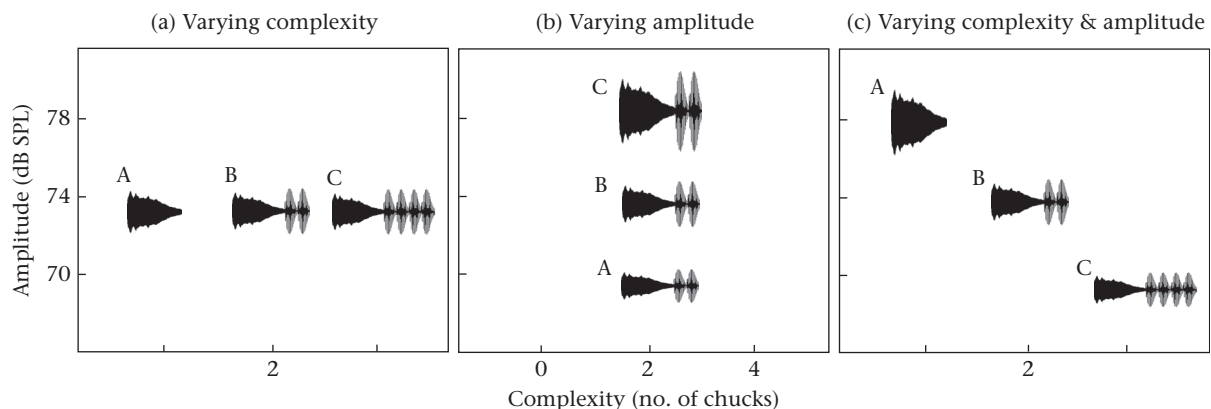 (a) Varying complexity
(b) Varying amplitude
(c) Varying complexity & amplitude
Amplitude (dB SPL)
78
74
70
A
B
C
2
C
B
A
0
2
4
A
B
C
2
Complexity (no. of chucks)